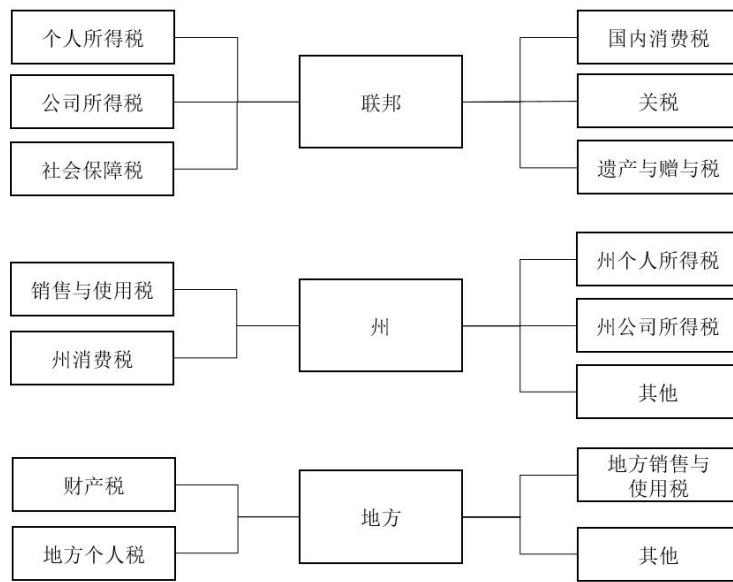 个人所得税
国内消费税
公司所得税
联邦
关税
社会保障税
遗产与赠与税
州个人所得税
销售与使用税
州
州公司所得税
州消费税
其他
财产税
地方销售与
使用税
地方
地方个人税
其他